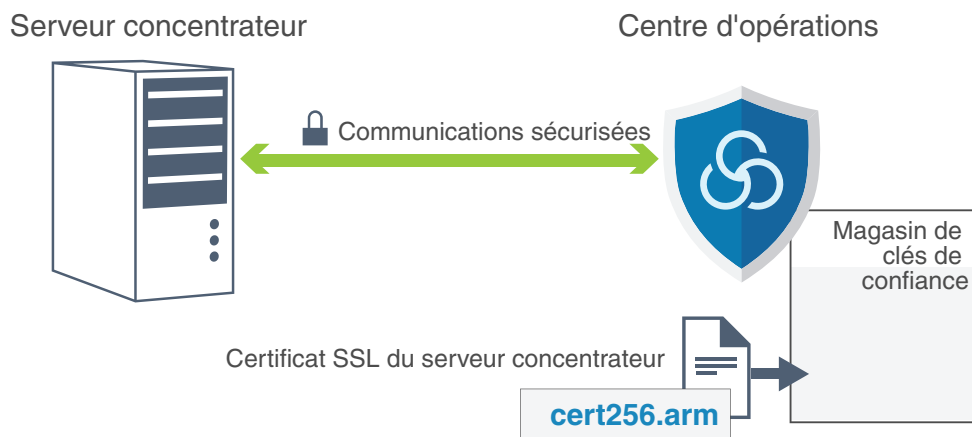 Serveur concentrateur
Centre d'opérations
Communications sécurisées
Magasin de
clés de
confiance
Certificat SSL du serveur concentrateur
cert256.arm